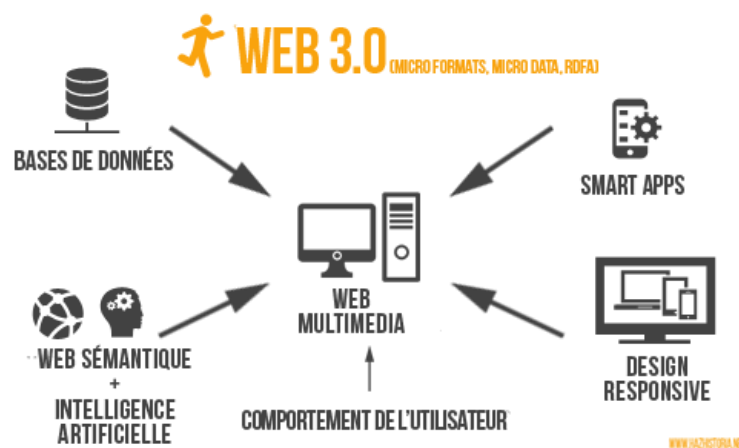 WEB 3.0 (MICRO FORMATS, MICRO DATA, RDFA)
BASES DE DONNÉES
SMART APPS
WEB
MULTIMEDIA
WEB SÉMANTIQUE
+
INTELLIGENCE
ARTIFICIELLE
DESIGN
RESPONSIVE
COMPORTEMENT DE L'UTILISATEUR